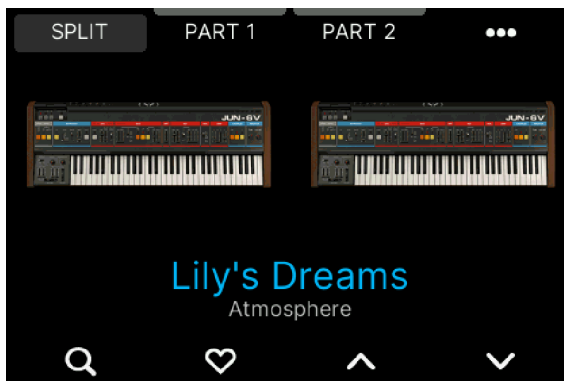 SPLIT PART 1 PART 2
JUN-6V JUN-6V
Lily's Dreams
Atmosphere